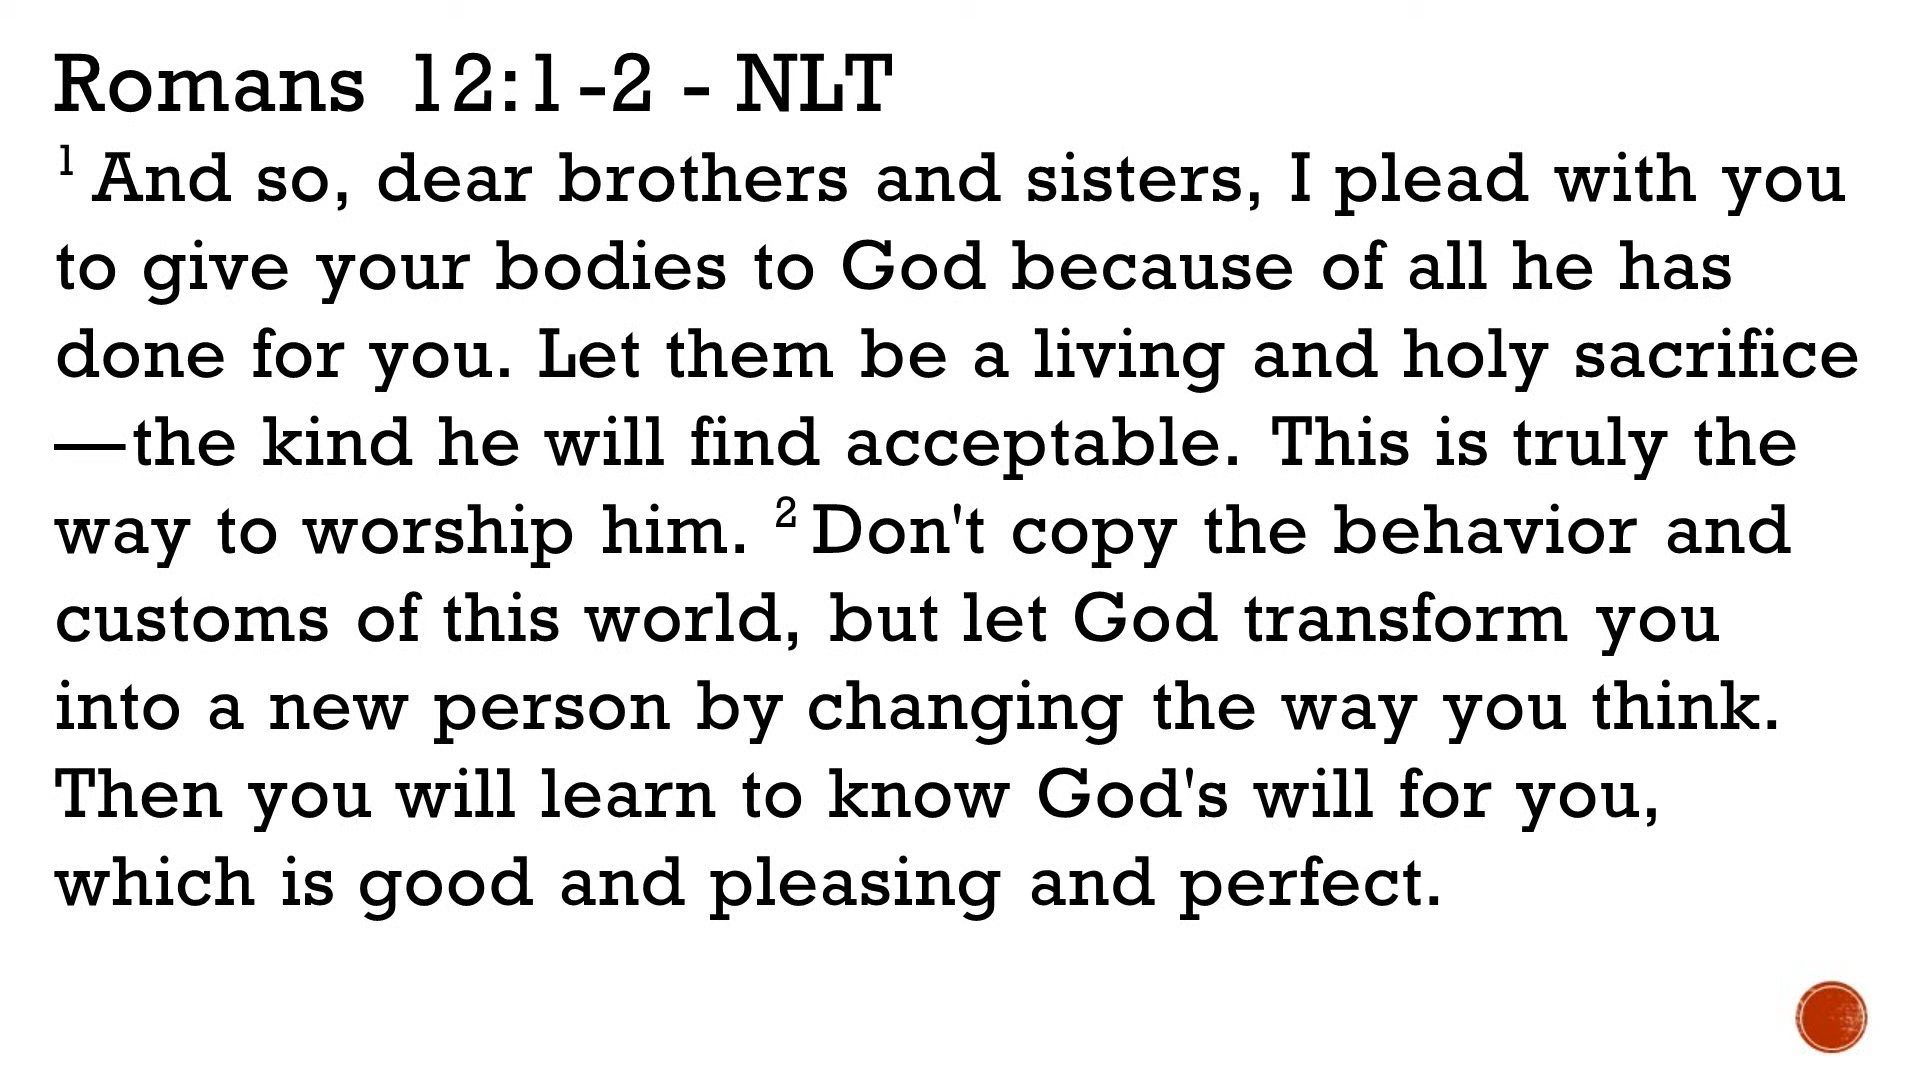 Romans 12:1-2 - NLT
1 And so, dear brothers and sisters, I plead with you
to give your bodies to God because of all he has
done for you. Let them be a living and holy sacrifice
—the kind he will find acceptable. This is truly the
way to worship him. 2 Don't copy the behavior and
customs of this world, but let God transform you
into a new person by changing the way you think.
Then you will learn to know God's will for you,
which is good and pleasing and perfect.